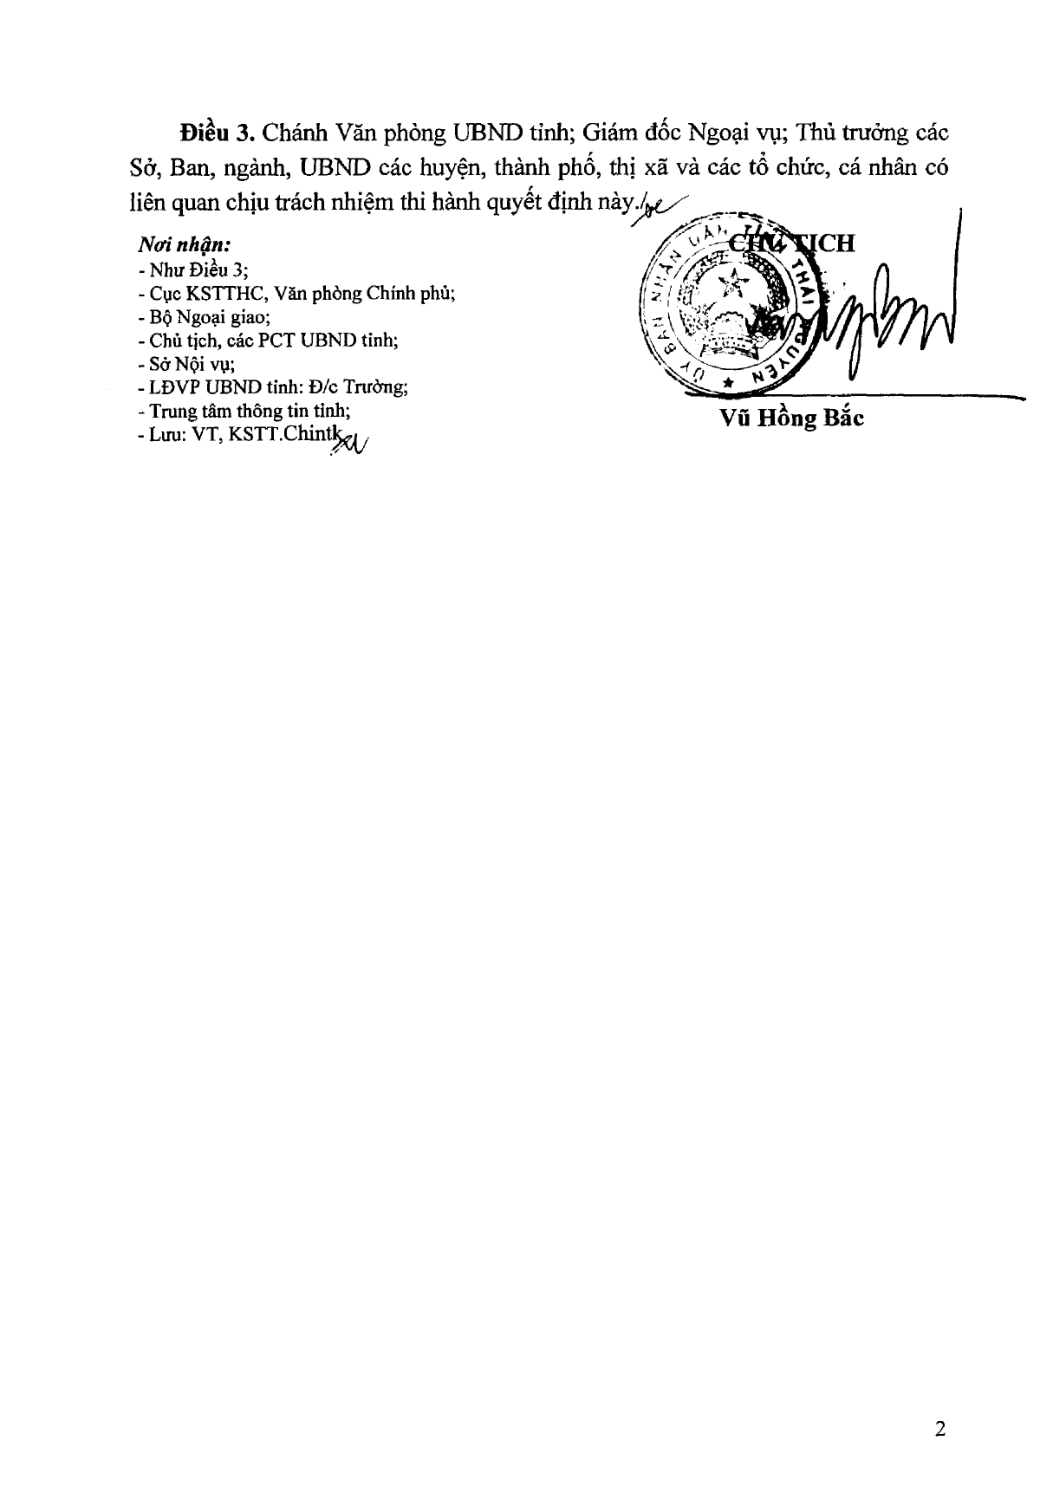 Điều 3. Chánh Văn phòng UBND tỉnh; Giám đốc Ngoại vụ; Thủ trưởng các
Sở, Ban, ngành, UBND các huyện, thành phố, thị xã và các tổ chức, cá nhân có
liên quan chịu trách nhiệm thi hành quyết định này./.
Nơi nhận:
- Như Điều 3;
- Cục KSTTHC, Văn phòng Chính phủ;
- Bộ Ngoại giao;
- Chủ tịch, các PCT UBND tỉnh;
- Sở Nội vụ;
- LĐVP UBND tỉnh: Đ/c Trường;
- Trung tâm thông tin tỉnh;
- Lưu: VT, KSTT.Chintk
CHỦ TỊCH
ỦY BAN NHÂN DÂN TỈNH THÁI NGUYÊN
Vũ Hồng Bắc
2